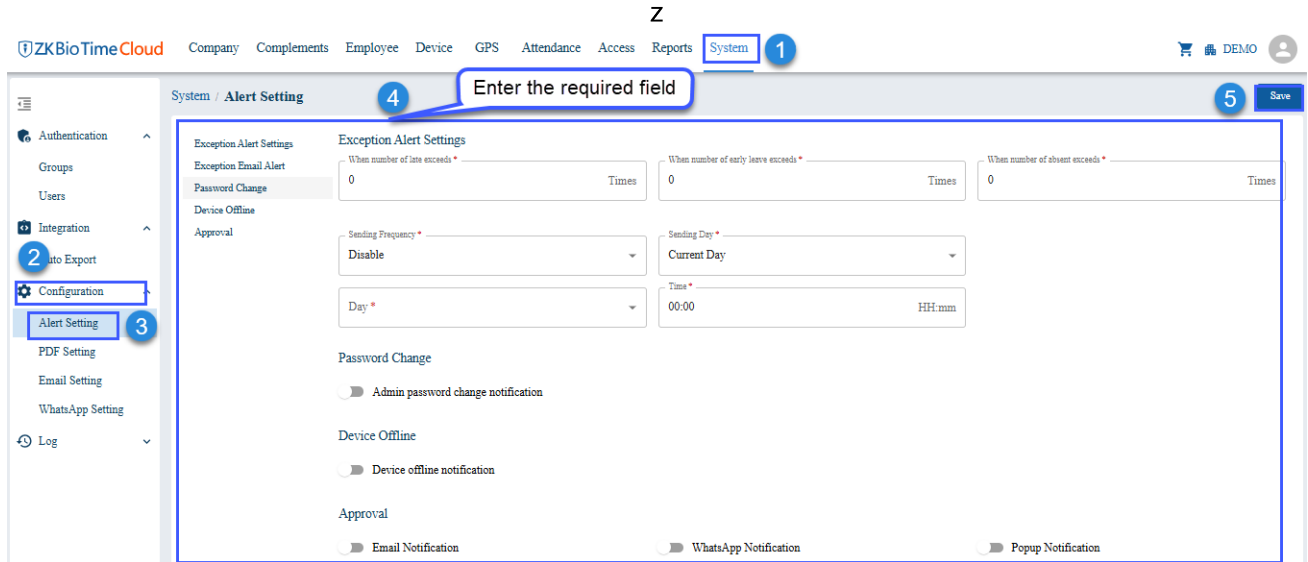 z
ZKBioTime Cloud Company Complements Employee Device GPS Attendance Access Reports System 1 DEMO
System / Alert Setting 4 Enter the required field 5 Save
Authentication
Groups
Users
Integration
2 uto Export
Configuration
Alert Setting 3
PDF Setting
Email Setting
WhatsApp Setting
Log
Exception Alert Settings
Exception Email Alert
Password Change
Device Offline
Approval
Exception Alert Settings
When number of late exceeds * When number of early leave exceeds * When number of absent exceeds *
0 Times 0 Times 0 Times
Sending Frequency * Sending Day *
Disable Current Day
Time *
Day * 00:00 HH:mm
Password Change
Admin password change notification
Device Offline
Device offline notification
Approval
Email Notification WhatsApp Notification Popup Notification